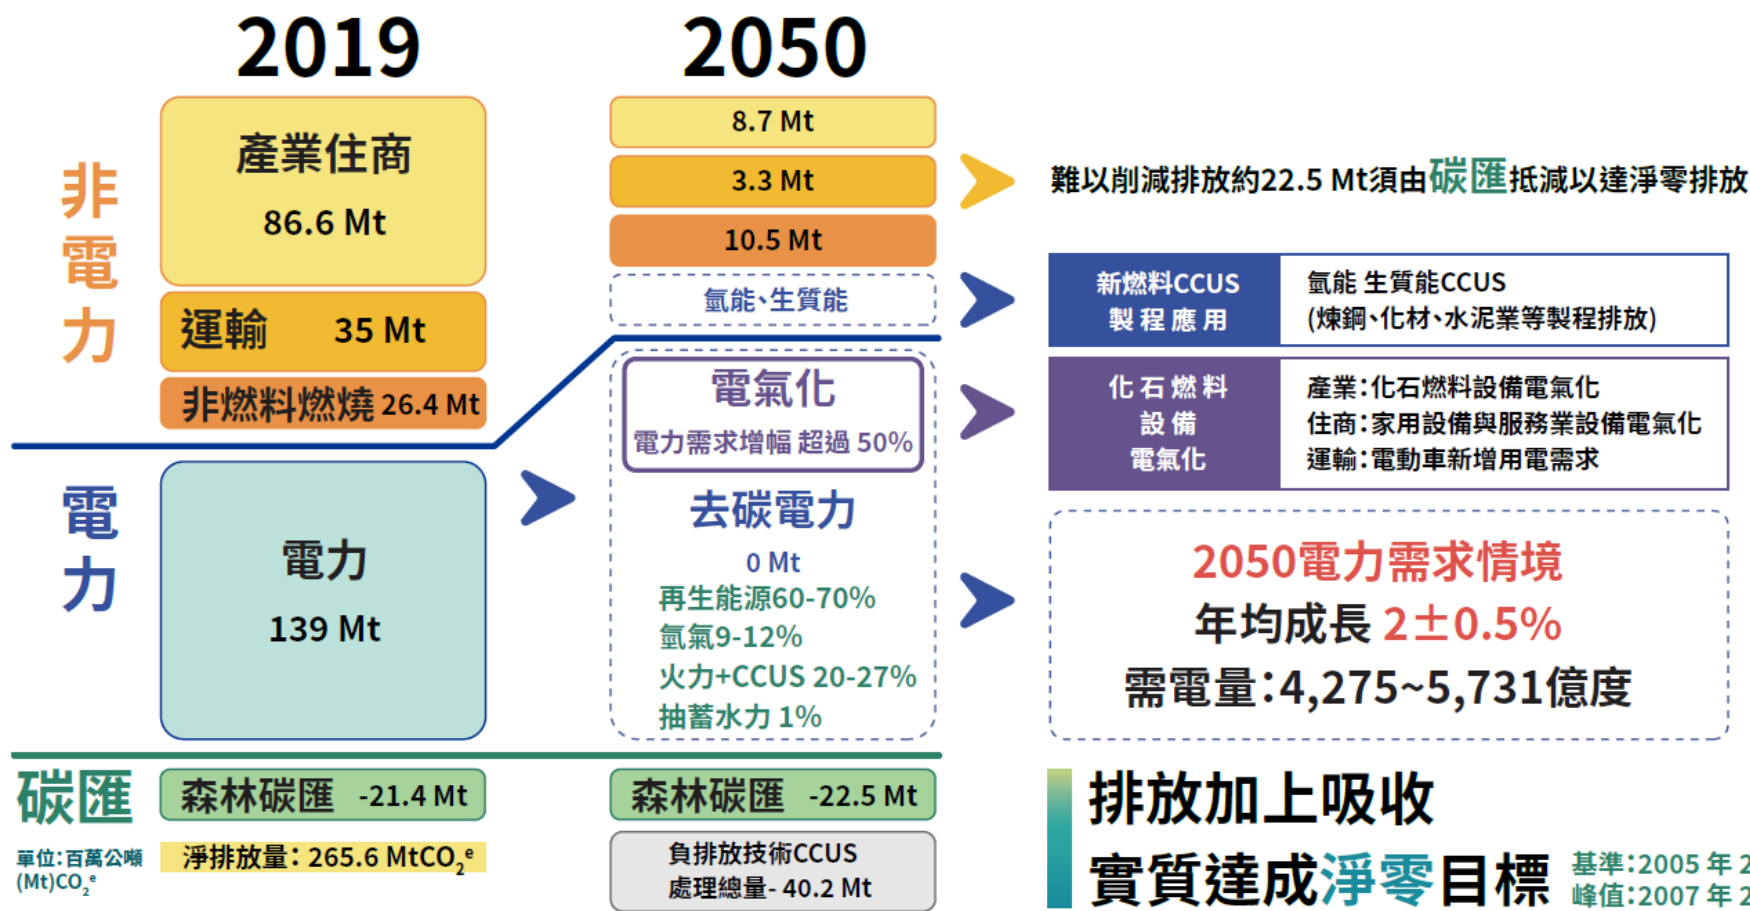 2019
2050
非電力
產業住商
86.6 Mt
運輸 35 Mt
非燃料燃燒 26.4 Mt
8.7 Mt
3.3 Mt
10.5 Mt
氫能、生質能
難以削減排放約22.5 Mt須由碳匯抵減以達淨零排放
新燃料CCUS
製程應用
氫能 生質能CCUS
(煉鋼、化材、水泥業等製程排放)
電力
電力
139 Mt
電氣化
電力需求增幅 超過 50%
去碳電力
0 Mt
再生能源60-70%
氫氣9-12%
火力+CCUS 20-27%
抽蓄水力 1%
化石燃料
設備
電氣化
產業：化石燃料設備電氣化
住商：家用設備與服務業設備電氣化
運輸：電動車新增用電需求
2050電力需求情境
年均成長 2±0.5%
需電量：4,275~5,731億度
碳匯
單位：百萬公噸
(Mt)CO₂ᵉ
森林碳匯 -21.4 Mt
淨排放量： 265.6 MtCO₂ᵉ
森林碳匯 -22.5 Mt
負排放技術CCUS
處理總量- 40.2 Mt
排放加上吸收
實質達成淨零目標
基準：2005 年 2
峰值：2007 年 2